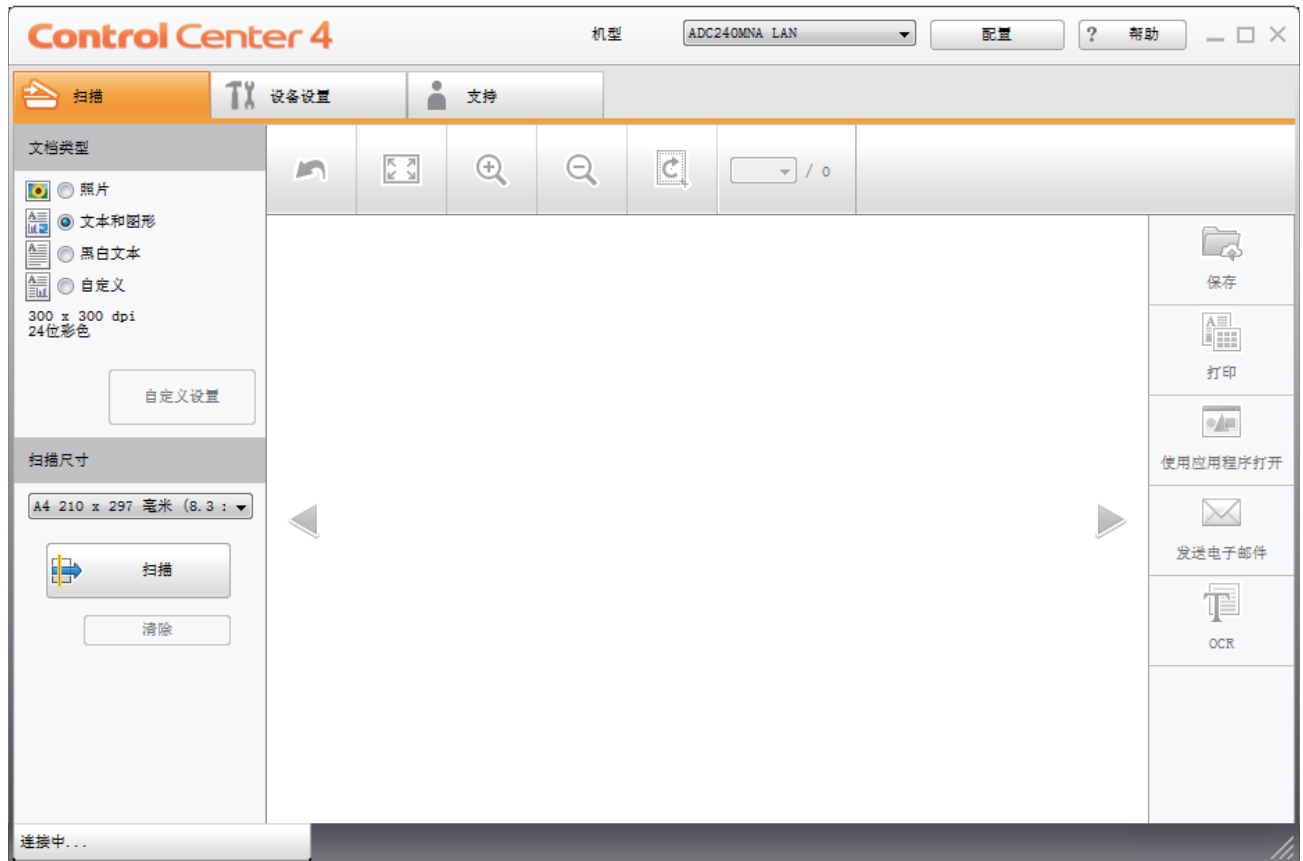 Control Center 4
机型
ADC240MNA LAN
配置
? 帮助
扫描
设备设置
支持
文档类型
照片
文本和图形
黑白文本
自定义
300 x 300 dpi
24位彩色
自定义设置
扫描尺寸
A4 210 x 297 毫米 (8.3 :
扫描
清除
/ 0
保存
打印
使用应用程序打开
发送电子邮件
OCR
连接中...